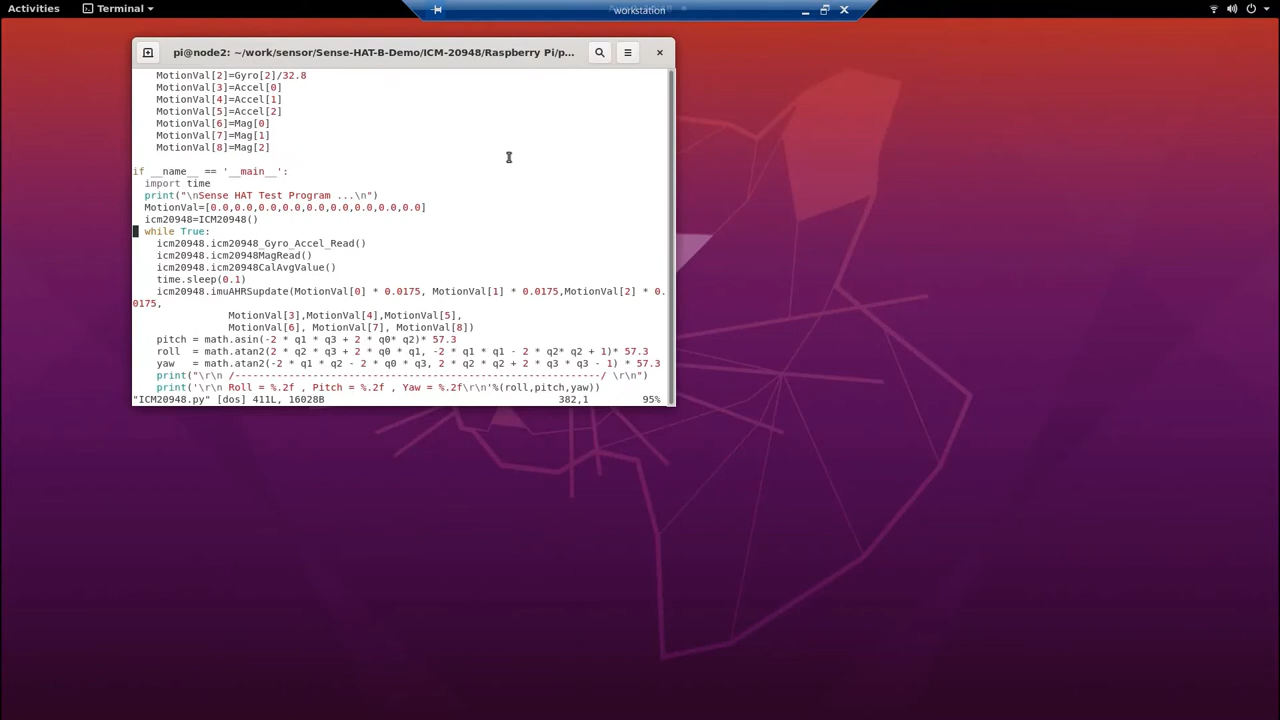 Activities
Terminal
workstation
pi@node2: ~/work/sensor/Sense-HAT-B-Demo/ICM-20948/Raspberry Pi/p...
MotionVal[2]=Gyro[2]/32.8
MotionVal[3]=Accel[0]
MotionVal[4]=Accel[1]
MotionVal[5]=Accel[2]
MotionVal[6]=Mag[0]
MotionVal[7]=Mag[1]
MotionVal[8]=Mag[2]
if __name__ == '__main__':
import time
print("\nSense HAT Test Program ...\n")
MotionVal=[0.0,0.0,0.0,0.0,0.0,0.0,0.0,0.0,0.0]
icm20948=ICM20948()
while True:
icm20948.icm20948_Gyro_Accel_Read()
icm20948.icm20948MagRead()
icm20948.icm20948CalAvgValue()
time.sleep(0.1)
icm20948.imuAHRSupdate(MotionVal[0] * 0.0175, MotionVal[1] * 0.0175,MotionVal[2] * 0.
0175,
MotionVal[3],MotionVal[4],MotionVal[5],
MotionVal[6], MotionVal[7], MotionVal[8])
pitch = math.asin(-2 * q1 * q3 + 2 * q0* q2)* 57.3
roll  = math.atan2(2 * q2 * q3 + 2 * q0 * q1, -2 * q1 * q1 - 2 * q2* q2 + 1)* 57.3
yaw   = math.atan2(-2 * q1 * q2 - 2 * q0 * q3, 2 * q2 * q2 + 2 * q3 * q3 - 1) * 57.3
print("\r\n /-------------------------------------------------------------/ \r\n")
print('\r\n Roll = %.2f , Pitch = %.2f , Yaw = %.2f\r\n'%(roll,pitch,yaw))
"ICM20948.py" [dos] 411L, 16028B 382,1 95%